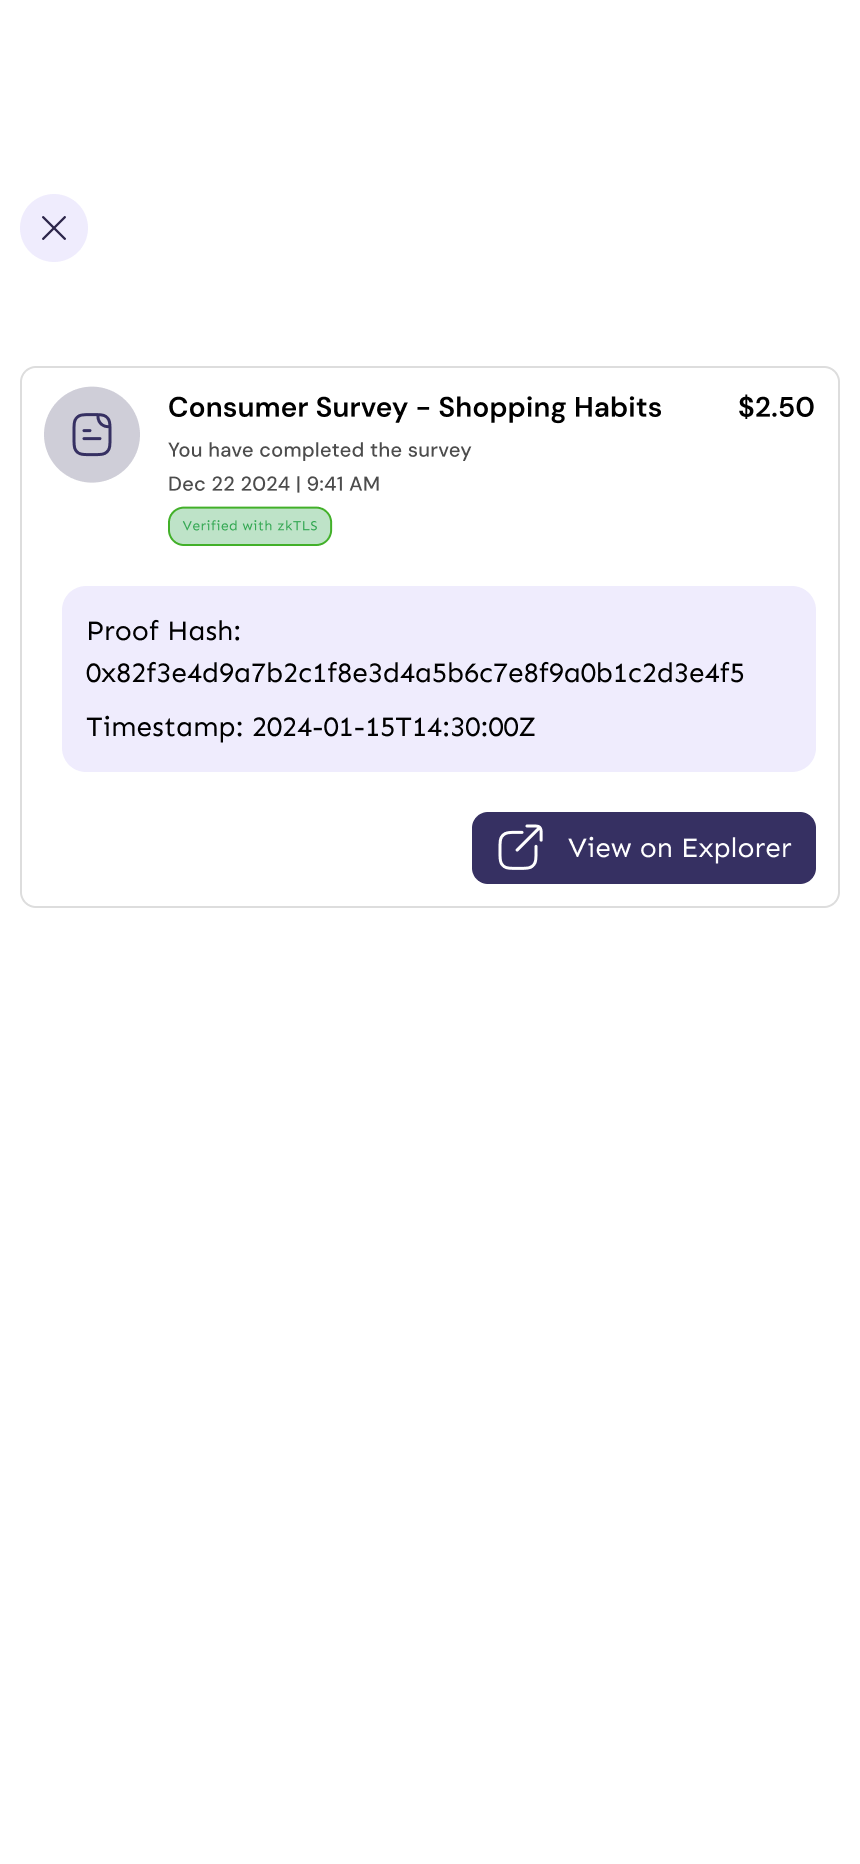 Consumer Survey - Shopping Habits
$2.50
You have completed the survey
Dec 22 2024 | 9:41 AM
Verified with zkTLS
Proof Hash:
0x82f3e4d9a7b2c1f8e3d4a5b6c7e8f9a0b1c2d3e4f5
Timestamp: 2024-01-15T14:30:00Z
View on Explorer